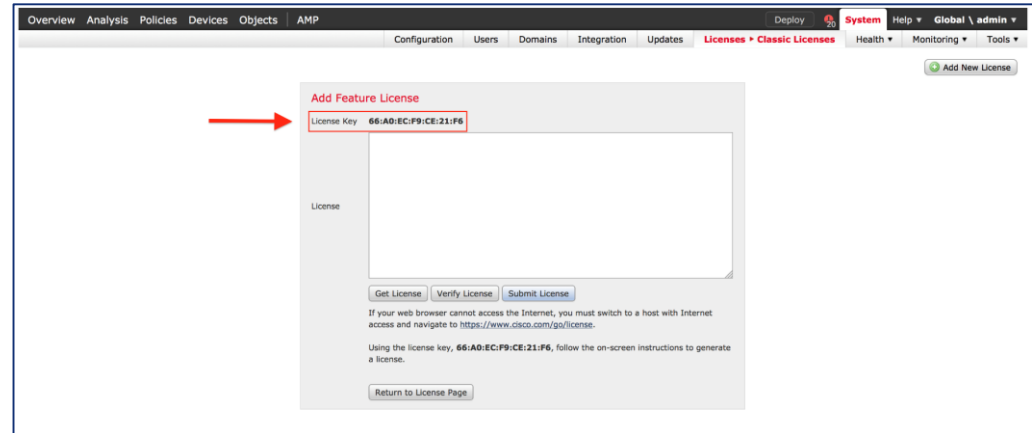 Overview Analysis Policies Devices Objects AMP Deploy 20 System Help Global \ admin
Configuration Users Domains Integration Updates Licenses Classic Licenses Health Monitoring Tools
Add New License
Add Feature License
License Key 66:A0:EC:F9:CE:21:F6
License
Get License Verify License Submit License
If your web browser cannot access the Internet, you must switch to a host with Internet
access and navigate to https://www.cisco.com/go/license.
Using the license key, 66:A0:EC:F9:CE:21:F6, follow the on-screen instructions to generate
a license.
Return to License Page